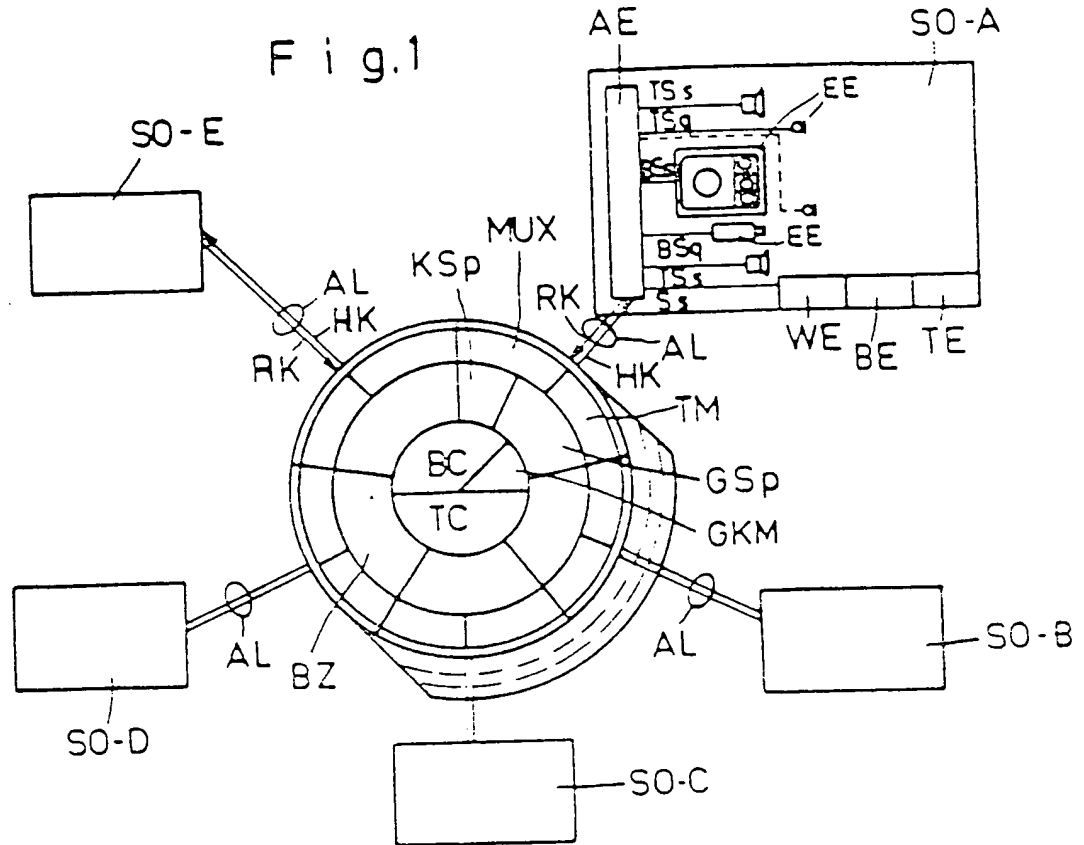 Fig.1
AE
SO-A
TSs
TSq
EE
SO-E
MUX
KSp
BSq
EE
TSs
Ss
RK
AL
HK
WE
BE
TE
AL
HK
RK
TM
BC
TC
GSp
GKM
AL
BZ
AL
SO-B
SO-D
SO-C